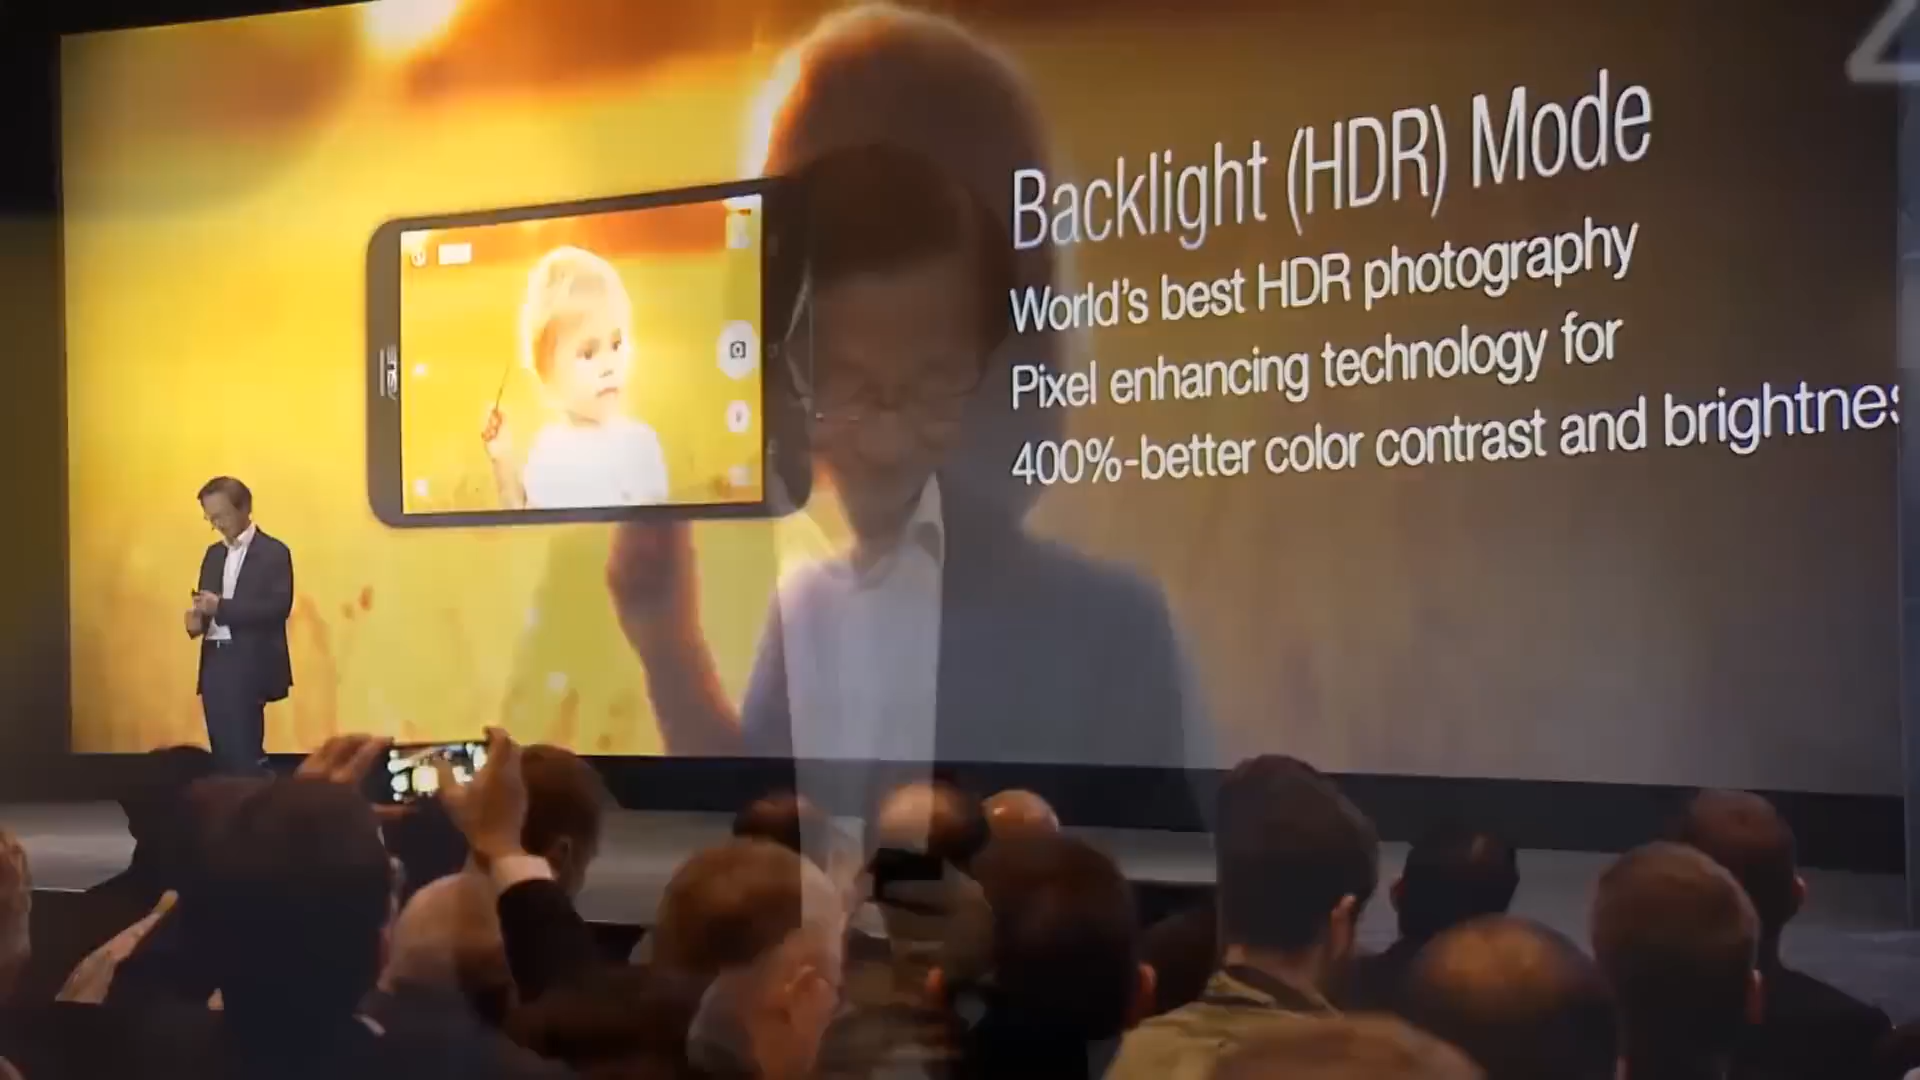 Backlight (HDR) Mode
World's best HDR photography
Pixel enhancing technology for
400%-better color contrast and brightnes